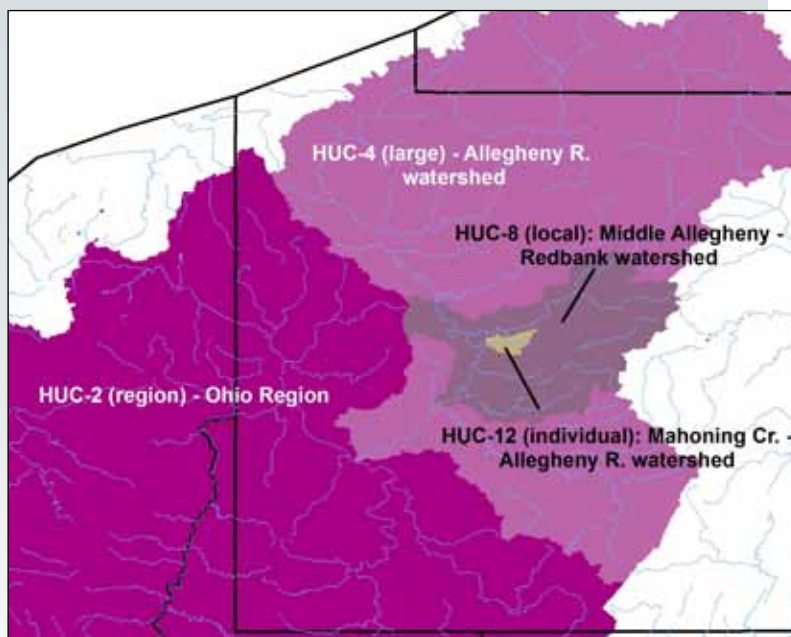 HUC-4 (large) - Allegheny R.
watershed
HUC-8 (local): Middle Allegheny -
Redbank watershed
HUC-2 (region) - Ohio Region
HUC-12 (individual): Mahoning Cr. -
Allegheny R. watershed